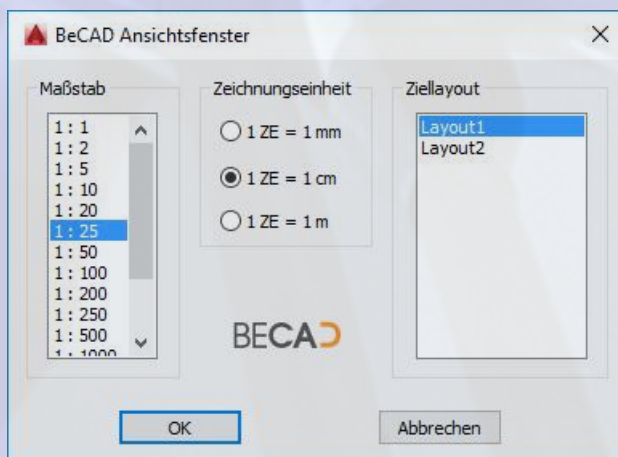 BeCAD Ansichtsfenster
Maßstab
1 : 1
1 : 2
1 : 5
1 : 10
1 : 20
1 : 25
1 : 50
1 : 100
1 : 200
1 : 250
1 : 500
1 : 1000
Zeichnungseinheit
1 ZE = 1 mm
1 ZE = 1 cm
1 ZE = 1 m
BECAD
Ziellayout
Layout1
Layout2
OK
Abbrechen